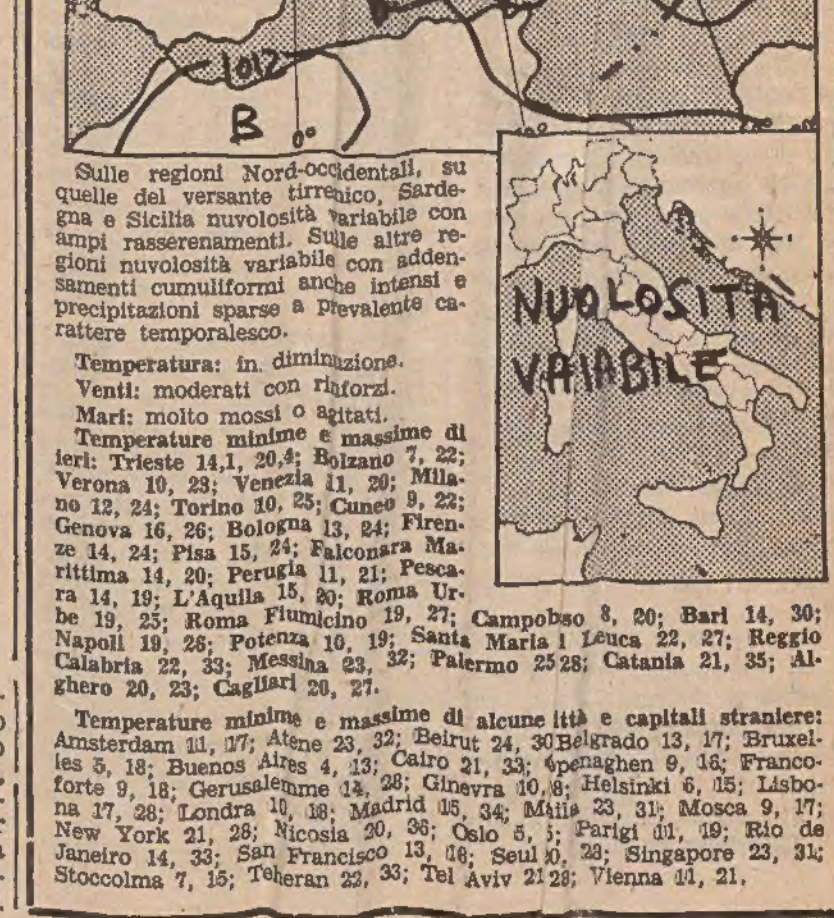 1012
B
0°
Sulle regioni Nord-occidentali, su
quelle del versante tirrenico, Sarde-
gna e Sicilia nuvolosità variabile con
ampi rasserenamenti. Sulle altre re-
gioni nuvolosità variabile con adden-
samenti cumuliformi anche intensi e
precipitazioni sparse a prevalente ca-
rattere temporalesco.
Temperatura: in diminuzione.
Venti: moderati con rinforzi.
Mari: molto mossi o agitati.
Temperature minime e massime di
ieri: Trieste 14,1, 20,4; Bolzano 7, 22;
Verona 10, 23; Venezia 11, 20; Mila-
no 12, 24; Torino 10, 25; Cuneo 9, 22;
Genova 16, 26; Bologna 13, 24; Firen-
ze 14, 24; Pisa 15, 24; Falconara Ma-
rittima 14, 20; Perugia 11, 21; Pesca-
ra 14, 19; L'Aquila 15, 20; Roma Ur-
be 19, 25; Roma Fiumicino 19, 27; Campobso 8, 20; Bari 14, 30;
Napoli 19, 26; Potenza 10, 19; Santa Maria i Leuca 22, 27; Reggio
Calabria 22, 33; Messina 23, 32; Palermo 25 28; Catania 21, 35; Al-
ghero 20, 23; Cagliari 20, 27.
Temperature minime e massime di alcune ittà e capitali straniere:
Amsterdam 11, 17; Atene 23, 32; Beirut 24, 30 Belgrado 13, 17; Bruxel-
les 5, 18; Buenos Aires 4, 13; Cairo 21, 33; penaghen 9, 16; Franco-
forte 9, 18; Gerusalemme 14, 28; Ginevra 10, 8; Helsinki 6, 15; Lisbo-
na 17, 28; Londra 10, 18; Madrid 15, 34; 23, 31; Mosca 9, 17;
New York 21, 28; Nicosia 20, 36; Oslo 5, Parigi 11, 19; Rio de
Janeiro 14, 33; San Francisco 13, 16; Seul 28; Singapore 23, 31;
Stoccolma 7, 15; Teheran 22, 33; Tel Aviv 21 28; Vienna 11, 21.
NUOLOSITÀ
VAIABILE